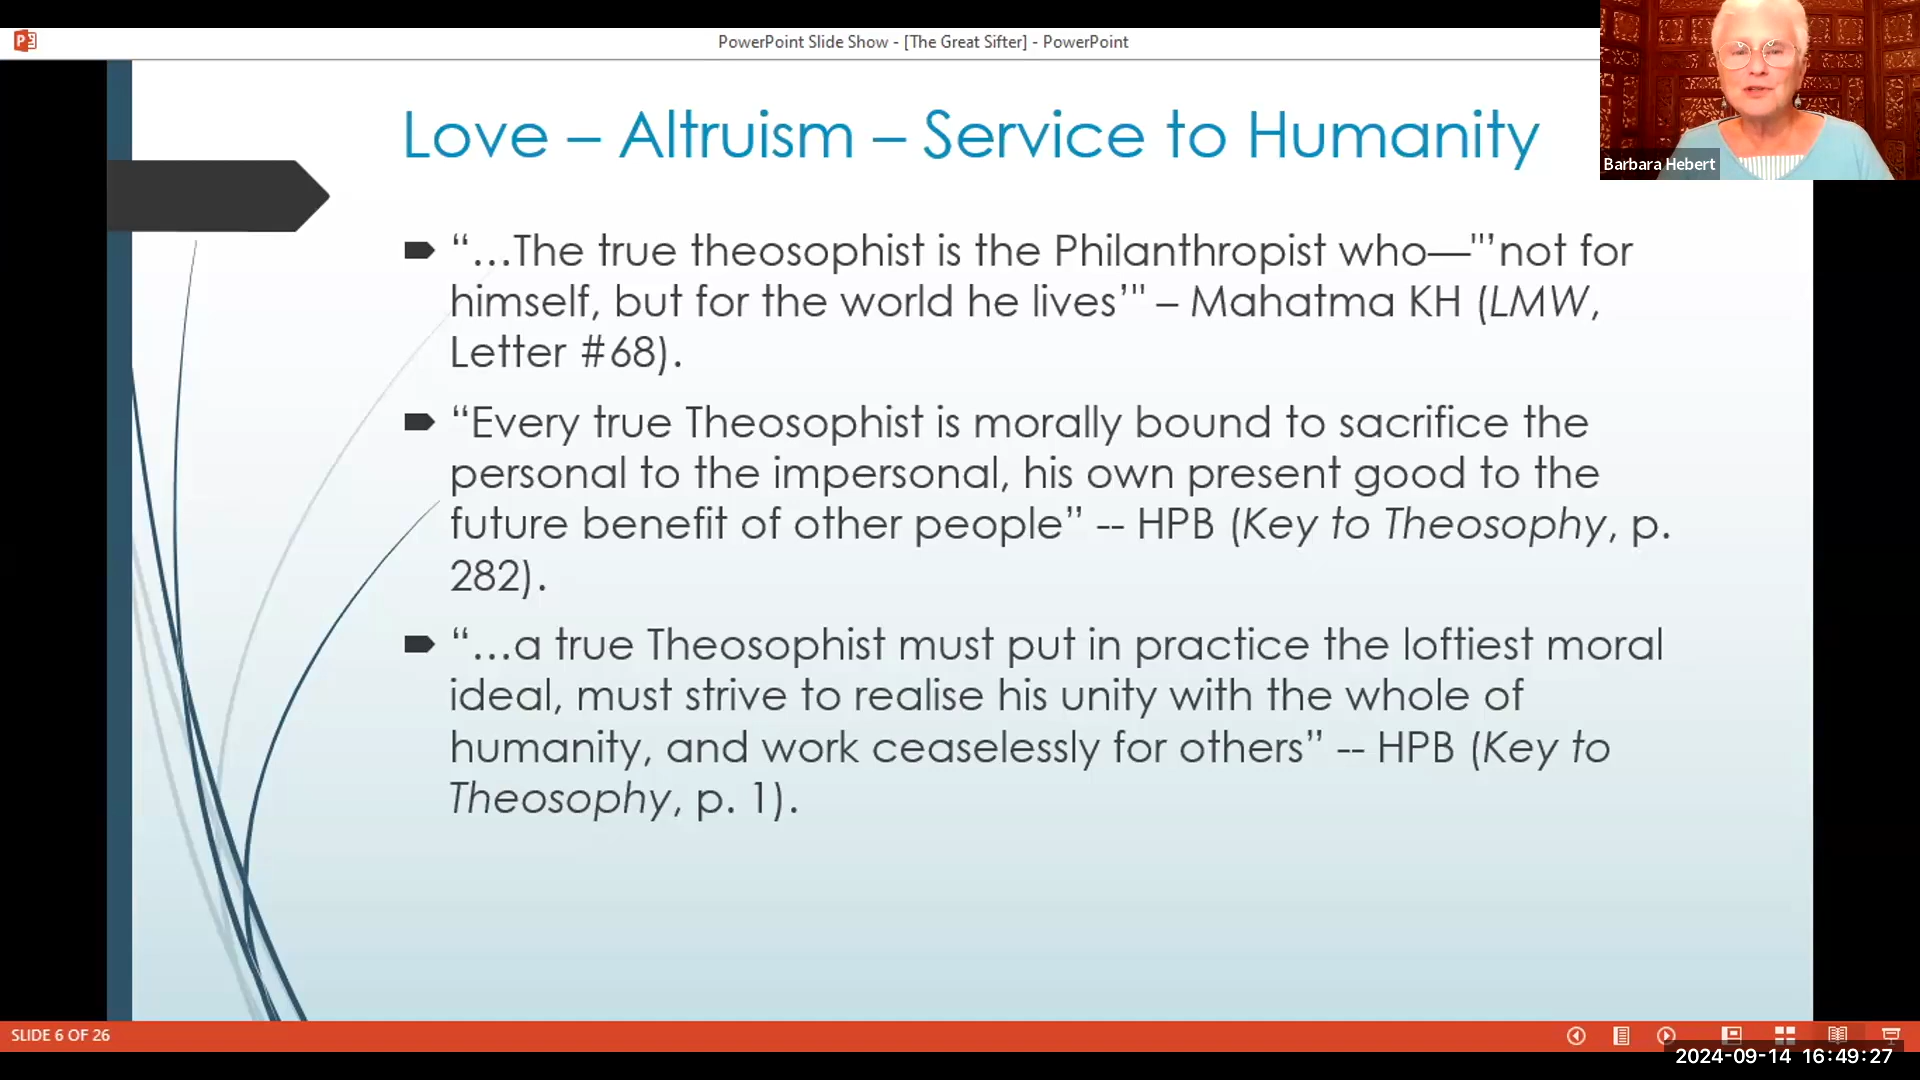 PowerPoint Slide Show - [The Great Sifter] - PowerPoint
Love – Altruism – Service to Humanity
Barbara Hebert
“…The true theosophist is the Philanthropist who—"’not for
himself, but for the world he lives’" – Mahatma KH (LMW,
Letter #68).
“Every true Theosophist is morally bound to sacrifice the
personal to the impersonal, his own present good to the
future benefit of other people” -- HPB (Key to Theosophy, p.
282).
“…a true Theosophist must put in practice the loftiest moral
ideal, must strive to realise his unity with the whole of
humanity, and work ceaselessly for others” -- HPB (Key to
Theosophy, p. 1).
SLIDE 6 OF 26
2024-09-14 16:49:27